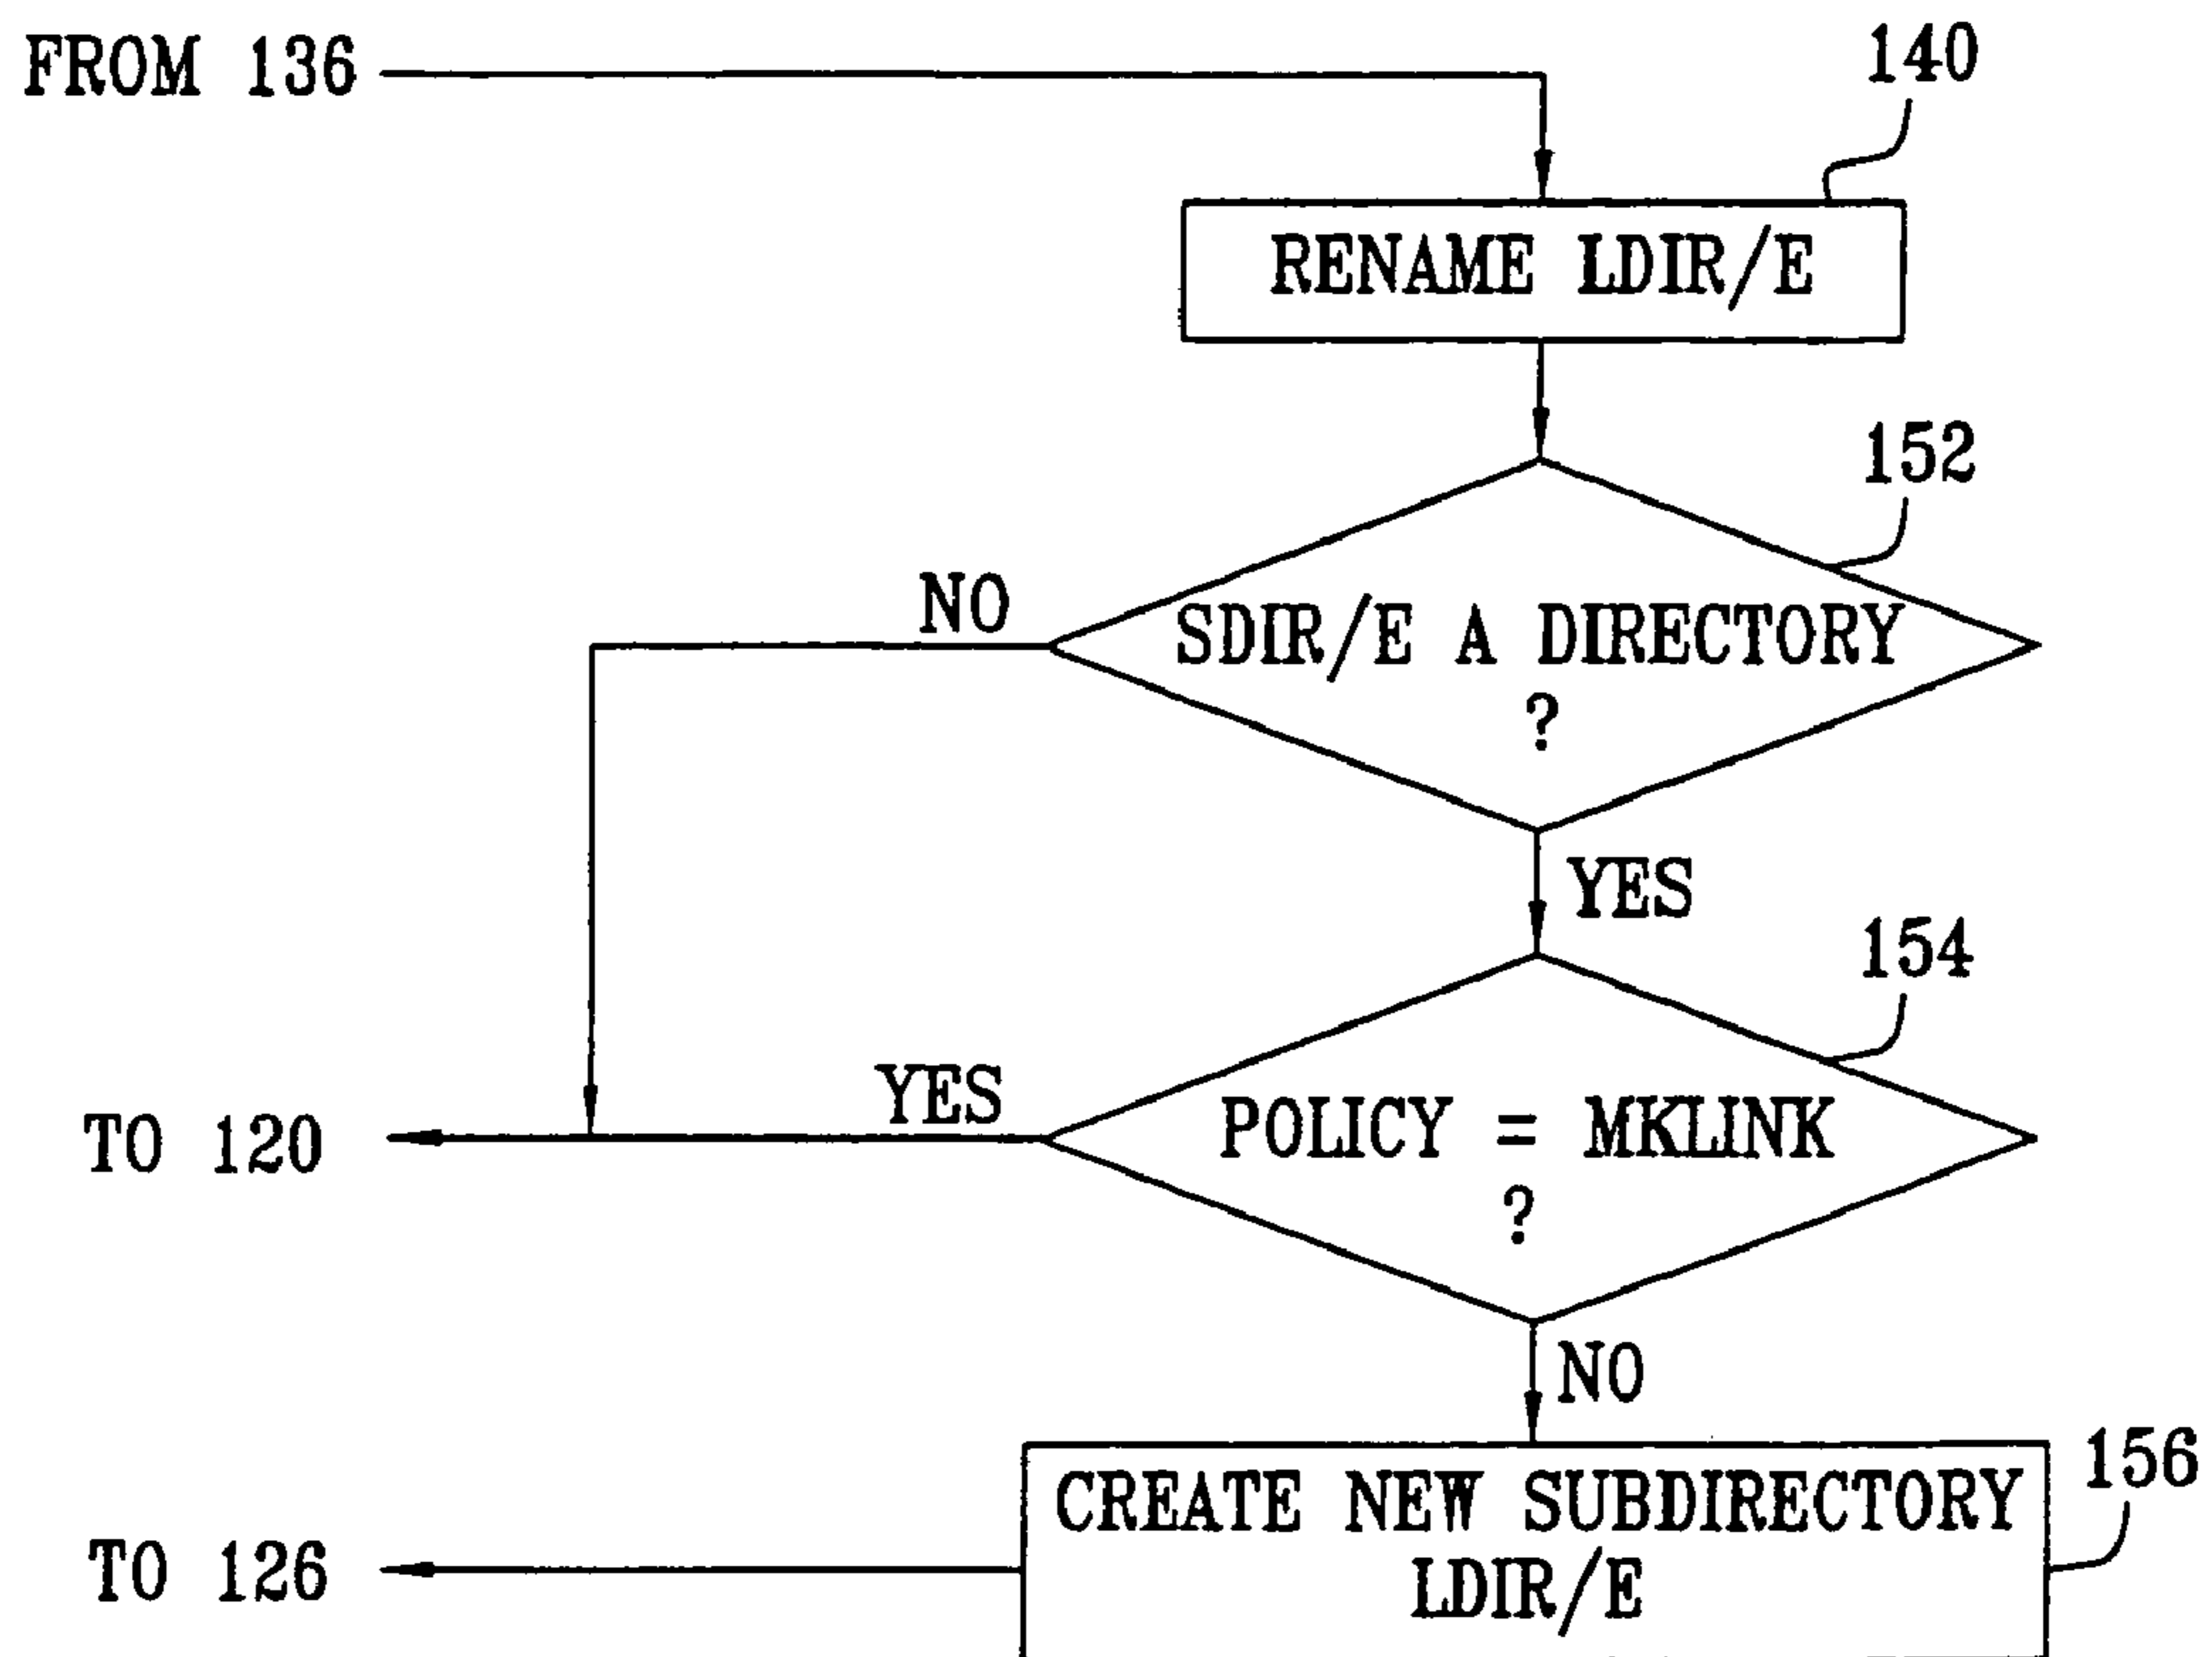 FROM 136
140
RENAME LDIR/E
152
NO
SDIR/E A DIRECTORY
?
YES
154
YES
POLICY = MKLINK
?
TO 120
NO
156
CREATE NEW SUBDIRECTORY
LDIR/E
TO 126